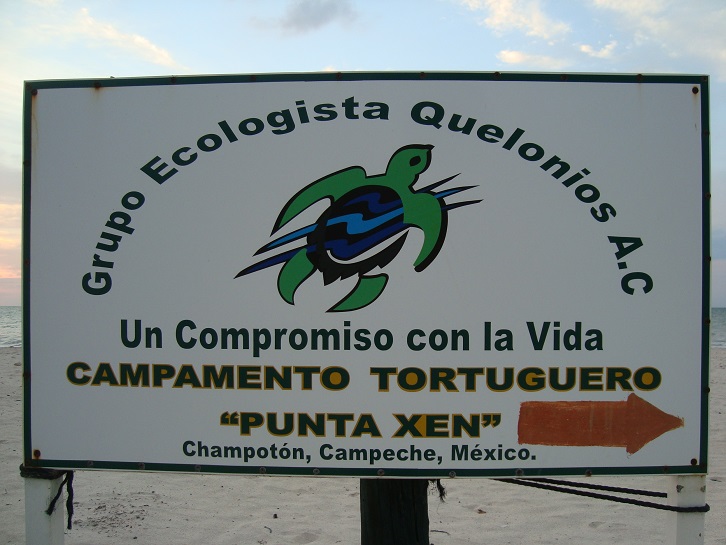 Grupo Ecologista Quelonios A.C
Un Compromiso con la Vida
CAMPAMENTO TORTUGUERO
“PUNTA XEN”
Champotón, Campeche, México.